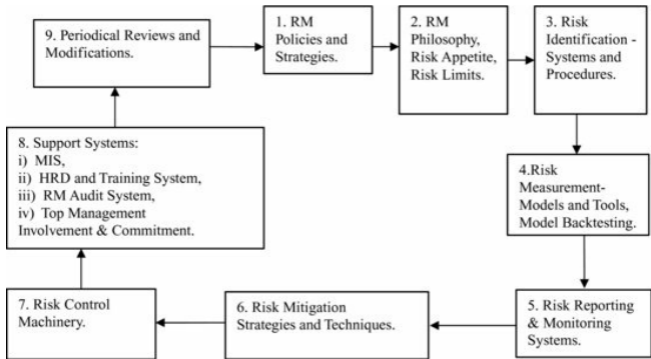 1. RM
Policies and
Strategies.
2. RM
Philosophy,
Risk Appetite,
Risk Limits.
3. Risk
Identification -
Systems and
Procedures.
4.Risk
Measurement-
Models and Tools,
Model Backtesting.
5. Risk Reporting
& Monitoring
Systems.
6. Risk Mitigation
Strategies and Techniques.
7. Risk Control
Machinery.
8. Support Systems:
i) MIS,
ii) HRD and Training System,
iii) RM Audit System,
iv) Top Management
Involvement & Commitment.
9. Periodical Reviews and
Modifications.